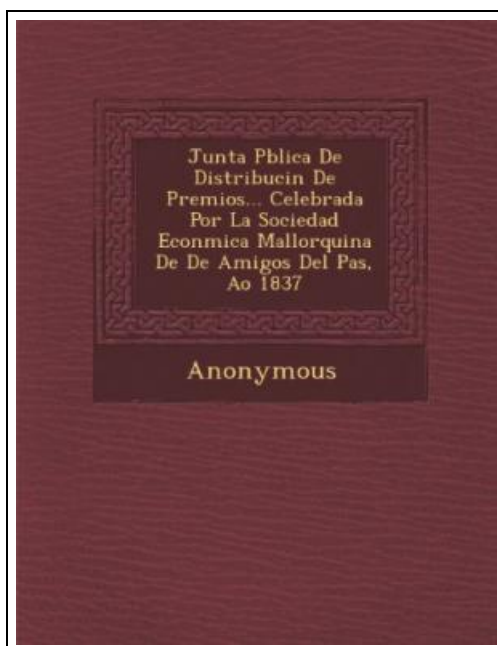 Junta Pblica De
Distribucin De
Premios... Celebrada
Por La Sociedad
Econmica Mallorquina
De De Amigos Del Pas,
Ao 1837
Anonymous